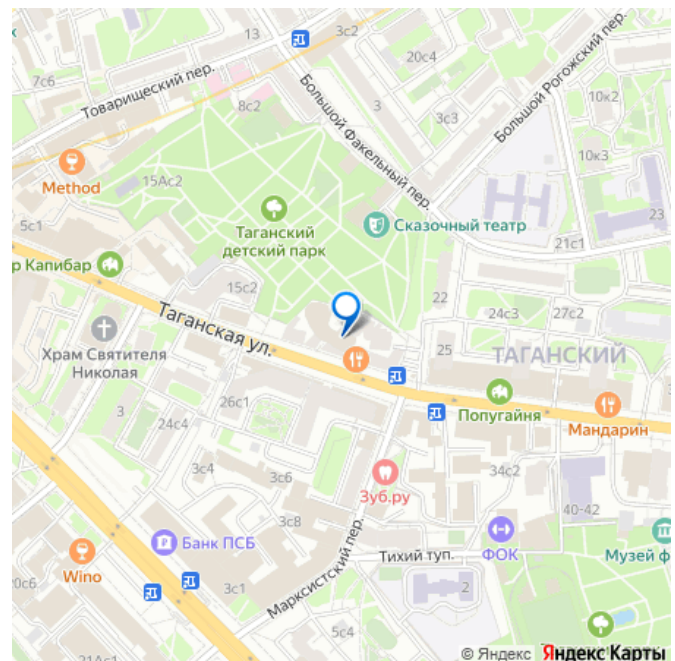 13
3с2
20с4
Большой Рогожский пер.
7с6
Товарищеский пер.
8с2
Большой Факельный пер.
3
3с3
10к2
10к3
Method
15Ас2
Таганский
детский парк
Сказочный театр
23
21с1
5с1
р Капибар
15с2
Таганская ул.
22
24с3
27с2
Храм Святителя
Николая
25
ТАГАНСКИЙ
3
24с4
26с1
Попугайня
Мандарин
3с4
3с6
Зуб.ру
34с2
40-42
3с8
Банк ПСБ
Марксистский пер.
ФОК
Музей ф
Тихий туп.
Wino
20с6
3с1
2
5с4
21Ас1
© Яндекс
Яндекс Карты